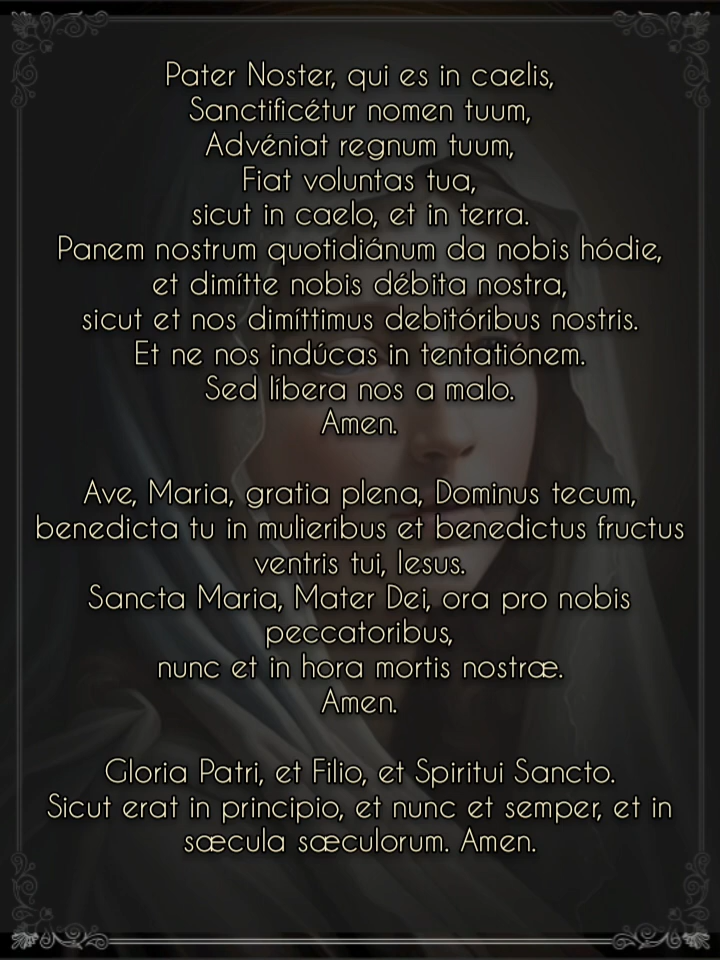 Pater Noster, qui es in caelis,
Sanctificétur nomen tuum,
Advéniat regnum tuum,
Fiat voluntas tua,
sicut in caelo, et in terra.
Panem nostrum quotidiánum da nobis hódie,
et dimítte nobis débita nostra,
sicut et nos dimíttimus debitóribus nostris.
Et ne nos indúcas in tentatiónem.
Sed líbera nos a malo.
Amen.
Ave, Maria, gratia plena, Dominus tecum,
benedicta tu in mulieribus et benedictus fructus
ventris tui, Iesus.
Sancta Maria, Mater Dei, ora pro nobis
peccatoribus,
nunc et in hora mortis nostræ.
Amen.
Gloria Patri, et Filio, et Spiritui Sancto.
Sicut erat in principio, et nunc et semper, et in
sæcula sæculorum. Amen.